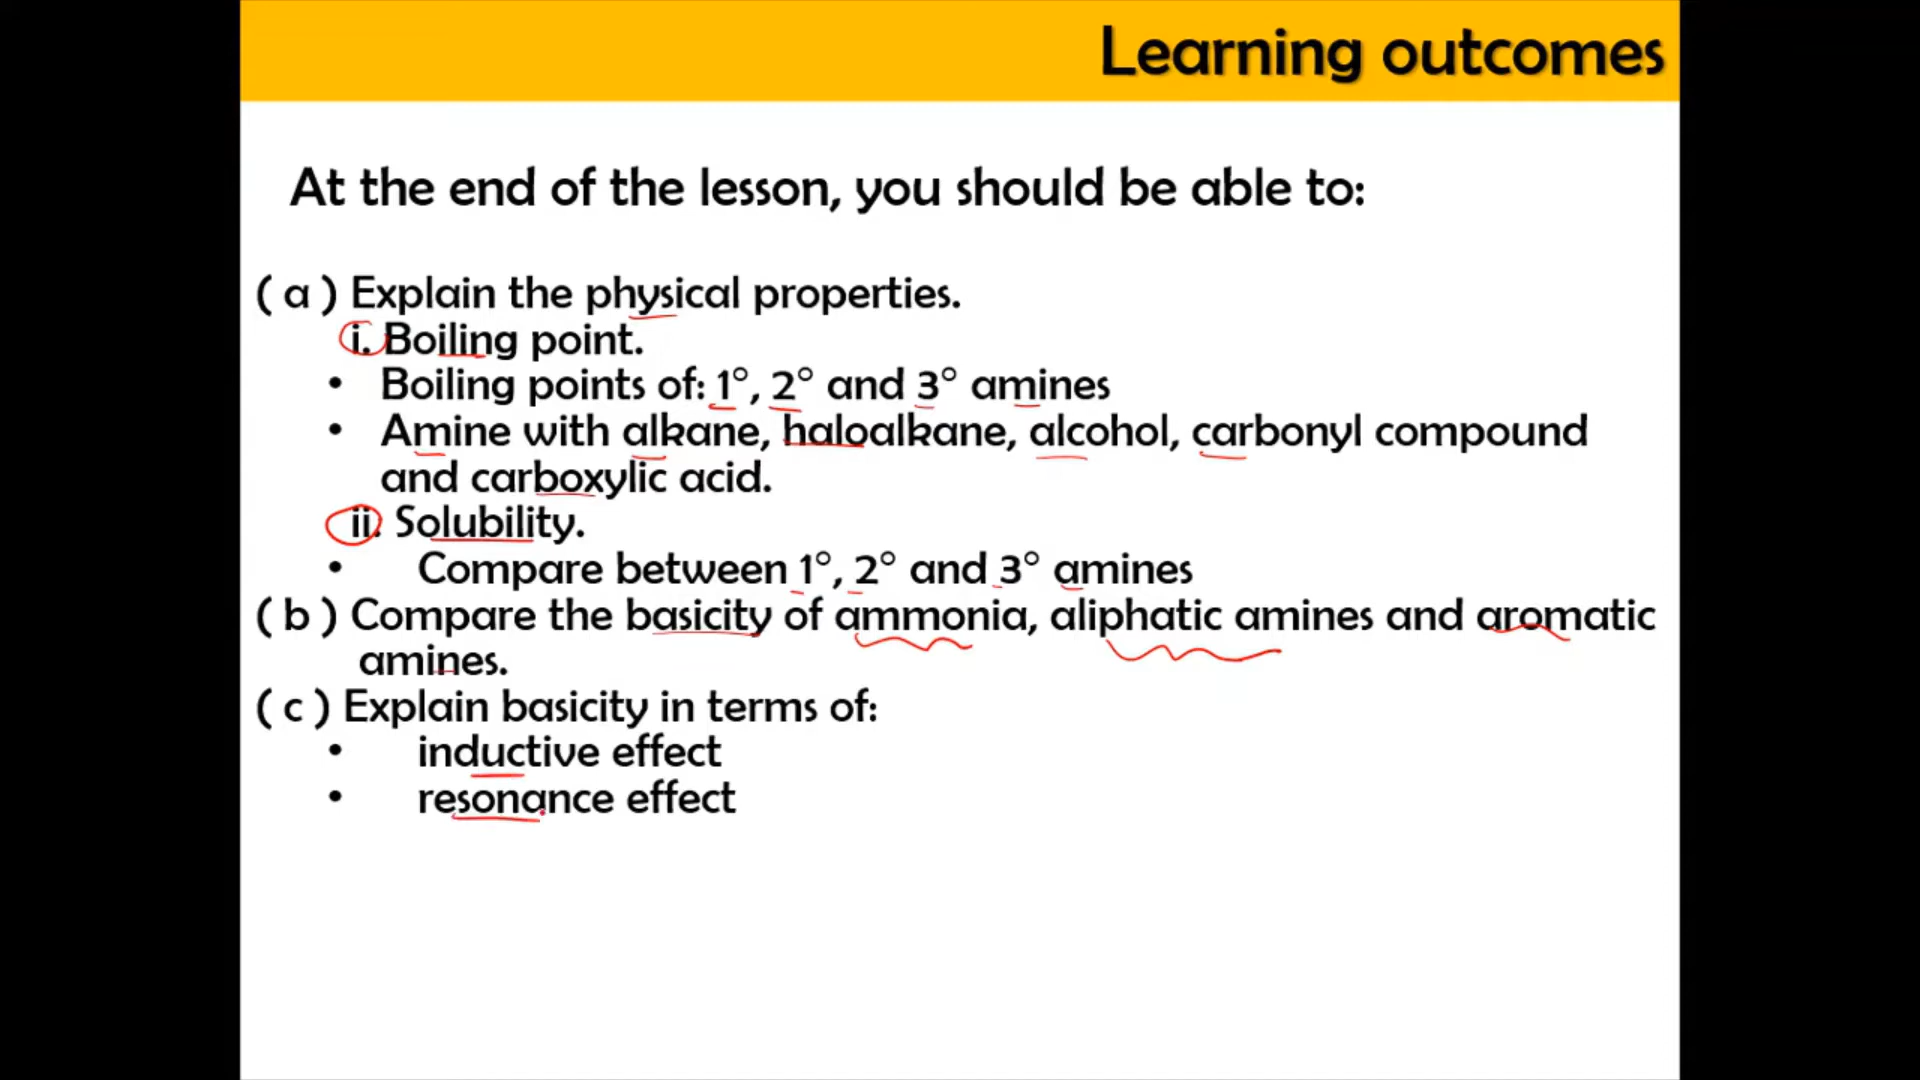 Learning outcomes
At the end of the lesson, you should be able to:
( a ) Explain the physical properties.
i. Boiling point.
• Boiling points of: 1°, 2° and 3° amines
• Amine with alkane, haloalkane, alcohol, carbonyl compound
and carboxylic acid.
ii. Solubility.
• Compare between 1°, 2° and 3° amines
( b ) Compare the basicity of ammonia, aliphatic amines and aromatic
amines.
( c ) Explain basicity in terms of:
• inductive effect
• resonance effect